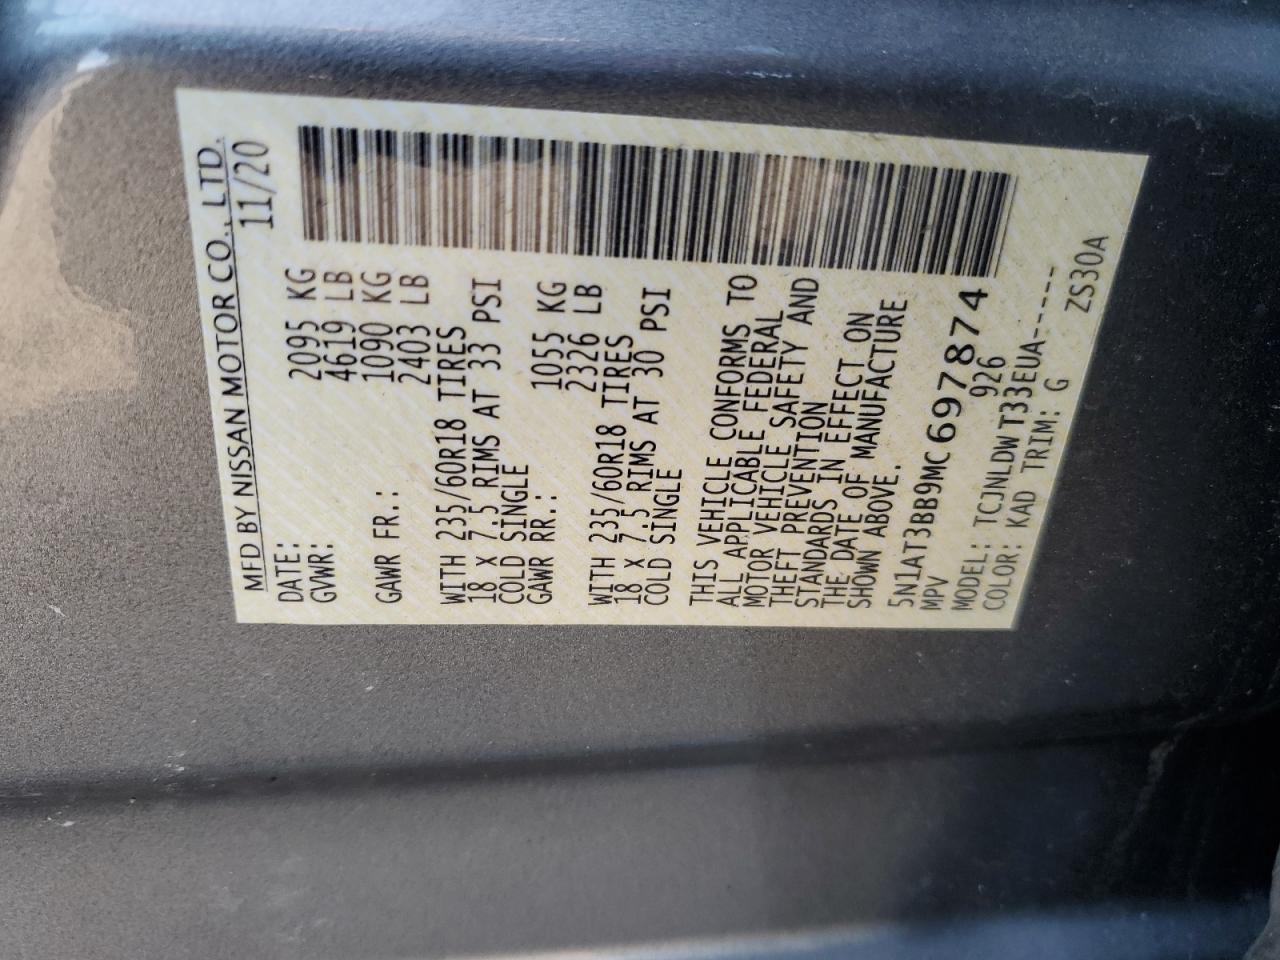 MFD BY NISSAN MOTOR CO., LTD.
DATE: 11/20
GVWR: 2095 KG
4619 LB
GAWR FR.: 1090 KG
2403 LB
WITH 235/60R18 TIRES
18 X 7.5 RIMS AT 33 PSI
COLD SINGLE
GAWR RR.: 1055 KG
2326 LB
WITH 235/60R18 TIRES
18 X 7.5 RIMS AT 30 PSI
COLD SINGLE
THIS VEHICLE CONFORMS TO
ALL APPLICABLE FEDERAL
MOTOR VEHICLE SAFETY AND
THEFT PREVENTION
STANDARDS IN EFFECT ON
THE DATE OF MANUFACTURE
SHOWN ABOVE.
5N1AT3BB9MC697874
MPV 926
MODEL: TCJNLDWT33EUA-----
COLOR: KAD TRIM: G ZS30A